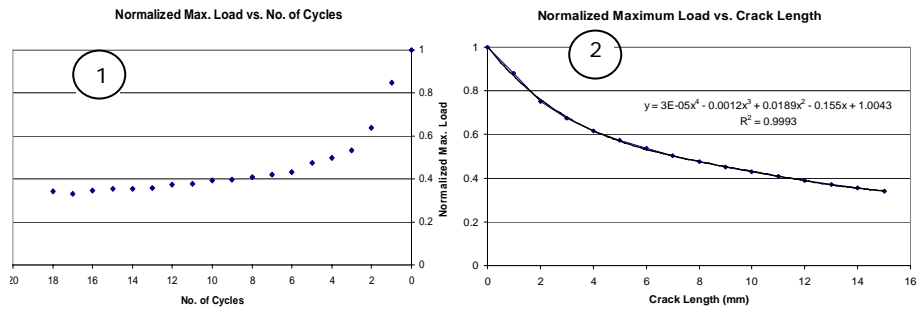 Normalized Max. Load vs. No. of Cycles
1
1
0.8
0.6
0.4
0.2
0
Normalized Max. Load
20 18 16 14 12 10 8 6 4 2 0
No. of Cycles
Normalized Maximum Load vs. Crack Length
2
y = 3E-05x⁴ - 0.0012x³ + 0.0189x² - 0.155x + 1.0043
R² = 0.9993
1
0.8
0.6
0.4
0.2
0
0 2 4 6 8 10 12 14 16
Crack Length (mm)